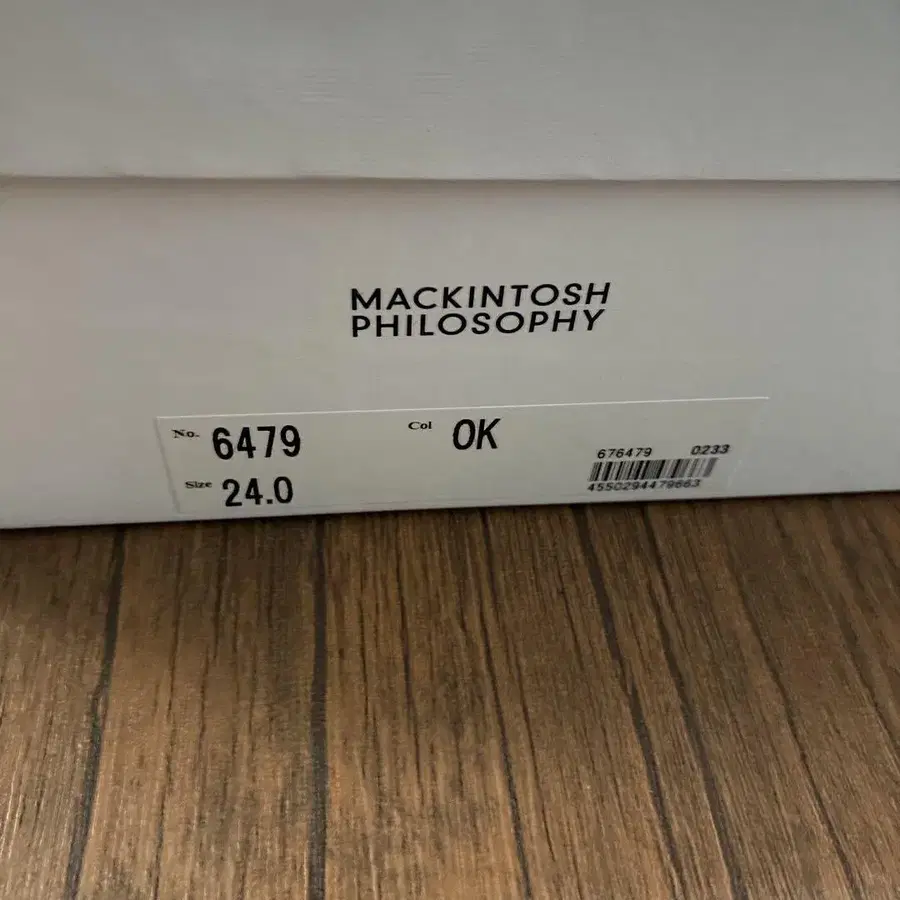 MACKINTOSH
PHILOSOPHY
No. 6479 Col OK
676479 0233
Size 24.0
4550294479663